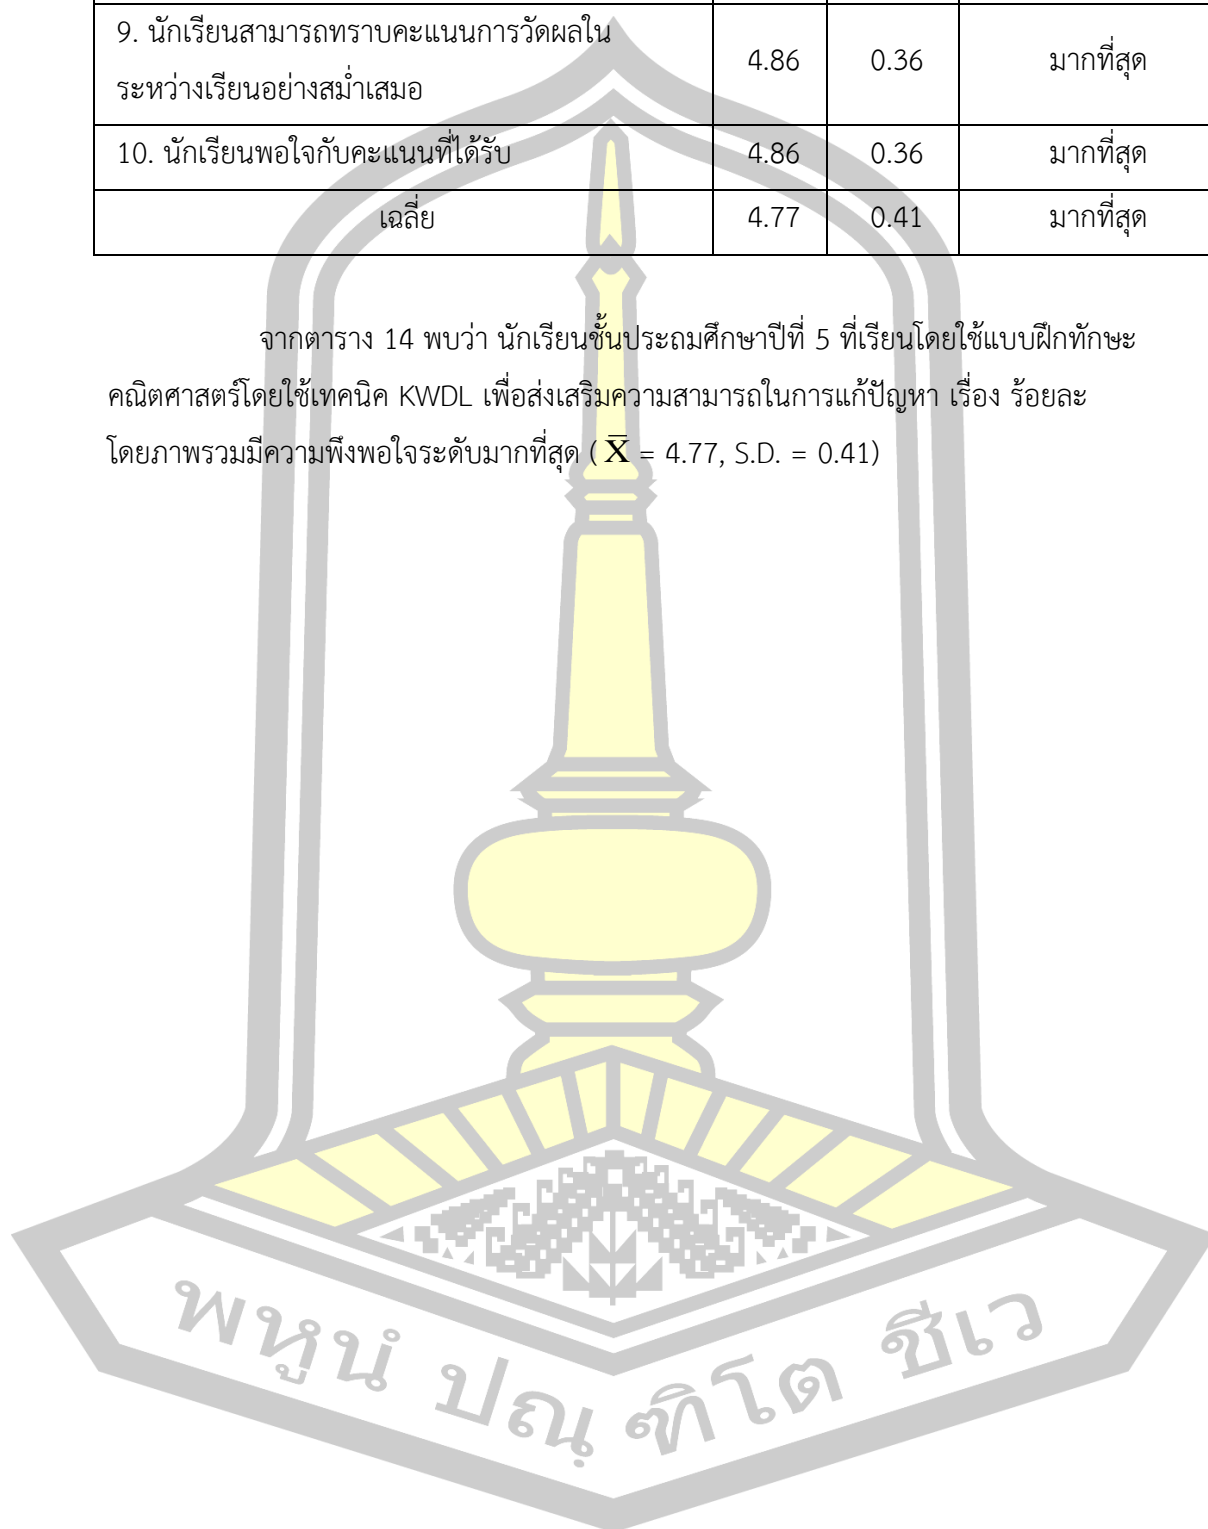 9. นักเรียนสามารถทราบคะแนนการวัดผลใน
ระหว่างเรียนอย่างสม่ำเสมอ
4.86 0.36 มากที่สุด
10. นักเรียนพอใจกับคะแนนที่ได้รับ 4.86 0.36 มากที่สุด
เฉลี่ย 4.77 0.41 มากที่สุด
จากตาราง 14 พบว่า นักเรียนชั้นประถมศึกษาปีที่ 5 ที่เรียนโดยใช้แบบฝึกทักษะ
คณิตศาสตร์โดยใช้เทคนิค KWDL เพื่อส่งเสริมความสามารถในการแก้ปัญหา เรื่อง ร้อยละ
โดยภาพรวมมีความพึงพอใจระดับมากที่สุด ( X̅ = 4.77, S.D. = 0.41)
พหูนํ ปณฺฑิโต ชีเว